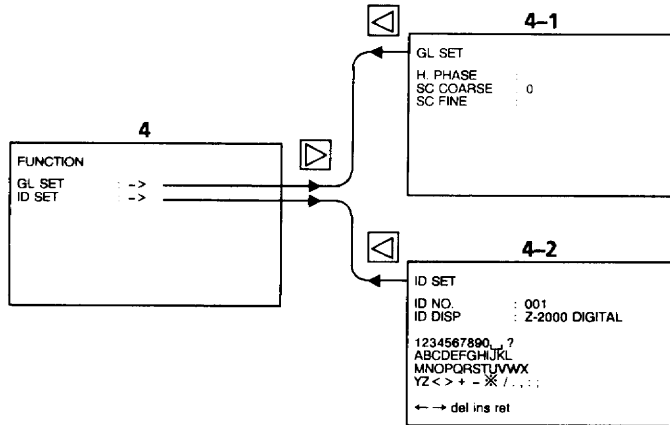 4
FUNCTION
GL SET : ->
ID SET : ->
4–1
GL SET
H. PHASE :
SC COARSE : 0
SC FINE :
4–2
ID SET
ID NO. : 001
ID DISP : Z-2000 DIGITAL
1234567890␣ ?
ABCDEFGHIJKL
MNOPQRSTUVWX
YZ < > + – ※ / . , : ;
← → del ins ret